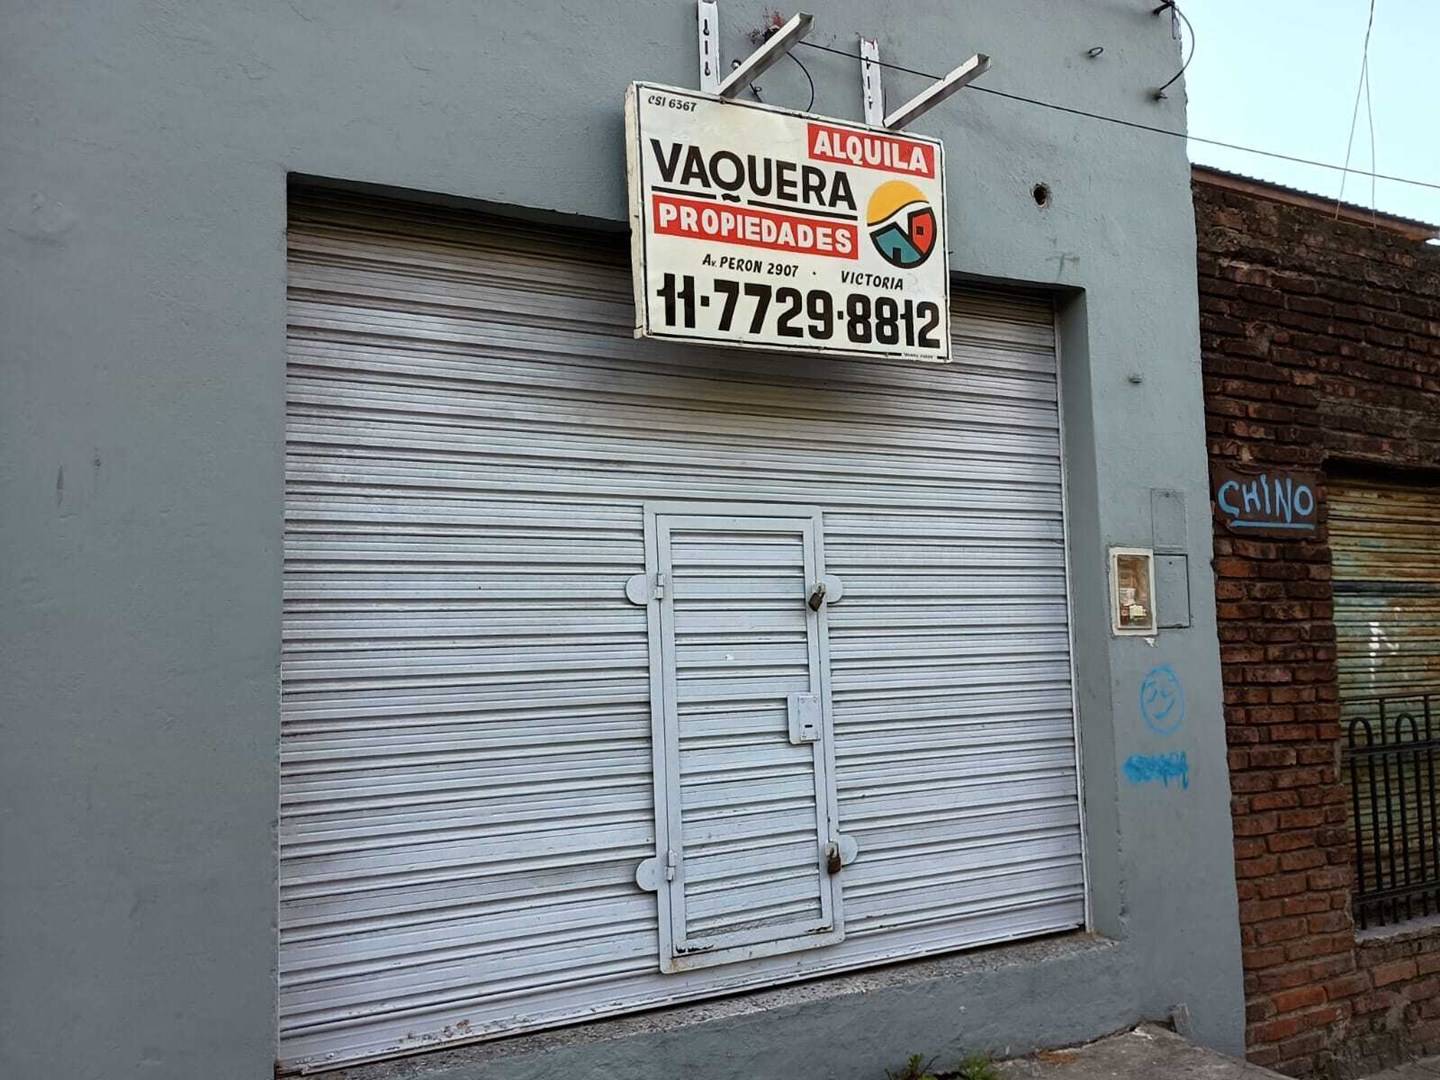 CSI 6367
ALQUILA
VAQUERA
PROPIEDADES
Av. PERON 2907 · VICTORIA
11·7729·8812
CHINO